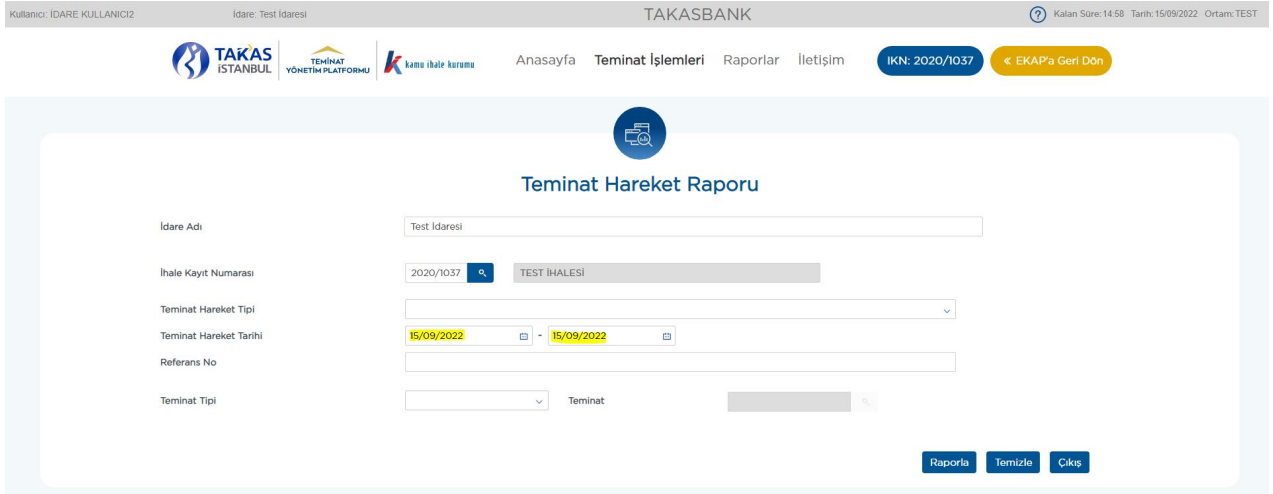 Kullanıcı: İDARE KULLANICI2 İdare: Test İdaresi TAKASBANK ? Kalan Süre: 14:58 Tarih: 15/09/2022 Ortam: TEST
TAKAS İSTANBUL TEMİNAT YÖNETİM PLATFORMU kamu ihale kurumu Anasayfa Teminat İşlemleri Raporlar İletişim IKN: 2020/1037 « EKAP'a Geri Dön
Teminat Hareket Raporu
İdare Adı Test İdaresi
İhale Kayıt Numarası 2020/1037 TEST İHALESİ
Teminat Hareket Tipi
Teminat Hareket Tarihi 15/09/2022 - 15/09/2022
Referans No
Teminat Tipi Teminat
Raporla Temizle Çıkış